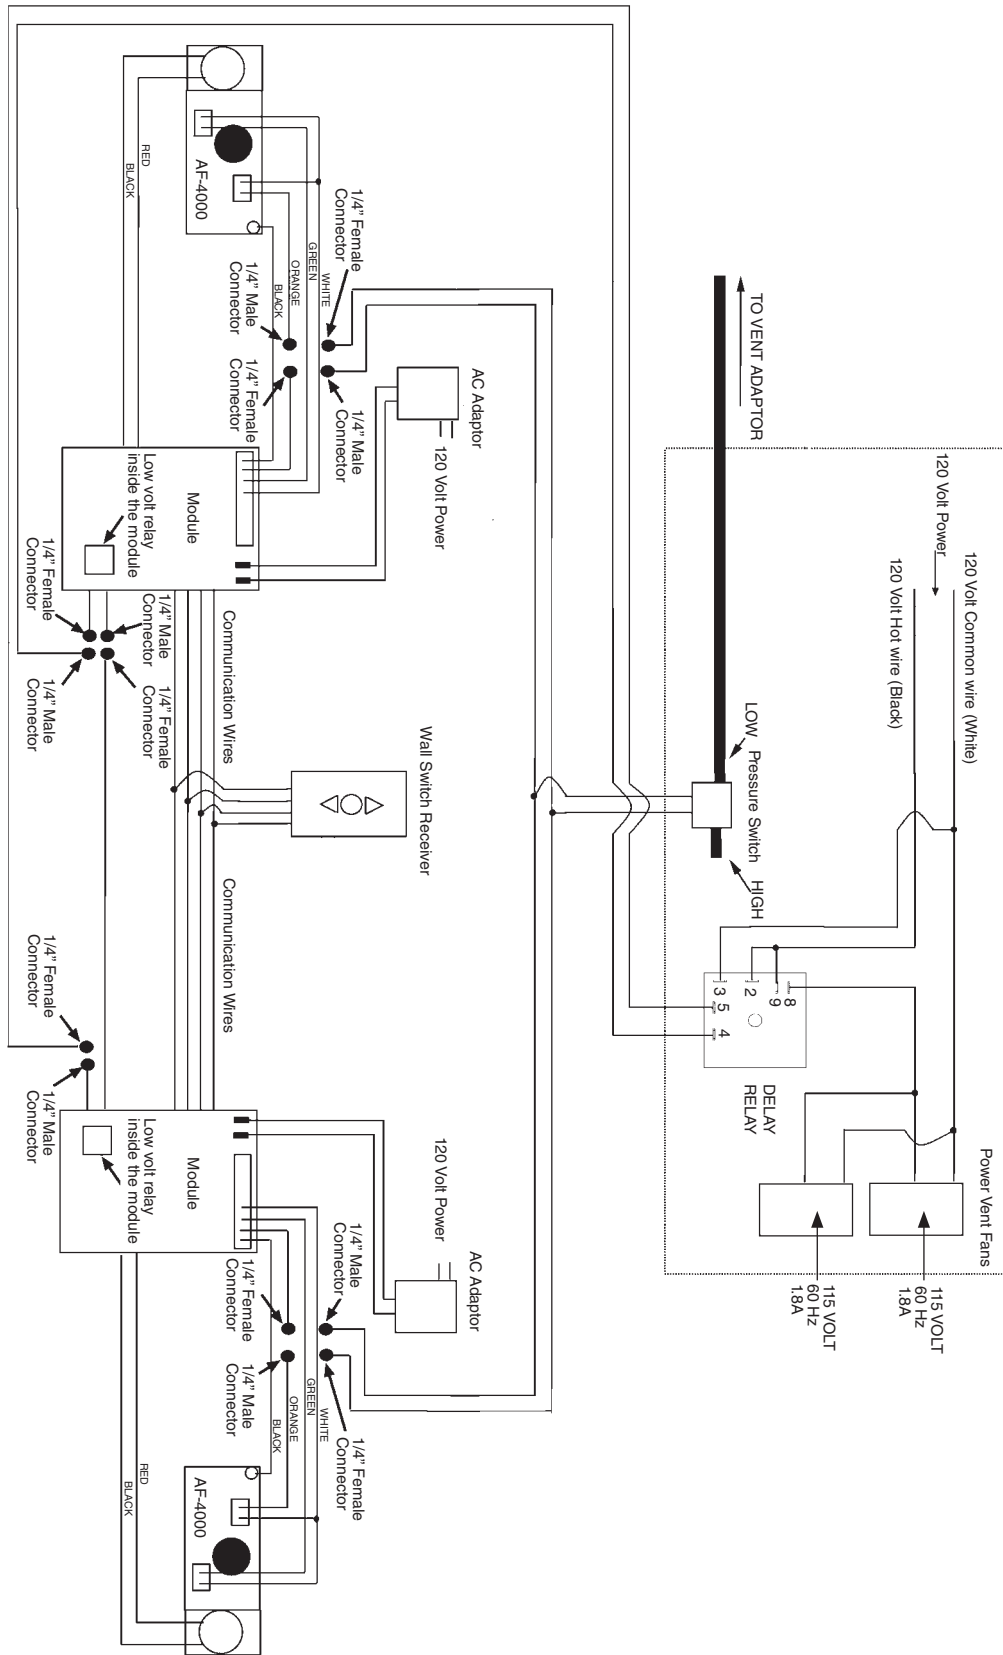 Power Vent Fans
120 Volt Common wire (White)
120 Volt Power
120 Volt Hot wire (Black)
115 VOLT
60 Hz
1.8A
115 VOLT
60 Hz
1.8A
TO VENT ADAPTOR
LOW
Pressure Switch
HIGH
8
9
2
3
5
4
DELAY
RELAY
AC Adaptor
120 Volt Power
Wall Switch Receiver
AC Adaptor
120 Volt Power
1/4” Female
Connector
1/4” Male
Connector
1/4” Male
Connector
1/4” Female
Connector
WHITE
GREEN
ORANGE
BLACK
1/4” Male
Connector
1/4” Female
Connector
1/4” Female
Connector
1/4” Male
Connector
WHITE
GREEN
ORANGE
BLACK
AF-4000
RED
BLACK
Module
Low volt relay
inside the module
Communication Wires
Communication Wires
Module
Low volt relay
inside the module
AF-4000
RED
BLACK
1/4” Male
Connector
1/4” Female
Connector
1/4” Female
Connector
1/4” Male
Connector
1/4” Female
Connector
1/4” Male
Connector